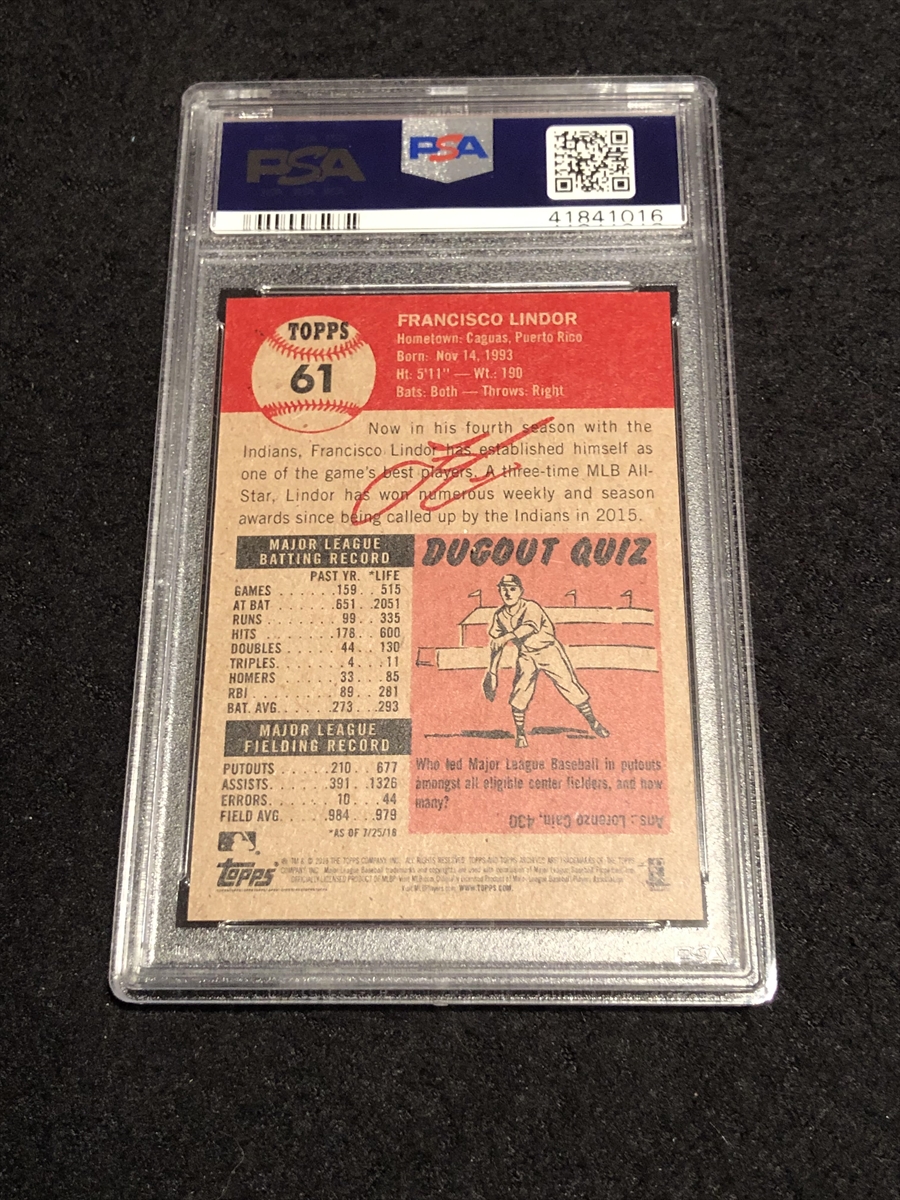 PSA
PSA
41841016
TOPPS
61
FRANCISCO LINDOR
Hometown: Caguas, Puerto Rico
Born: Nov 14, 1993
Ht: 5'11" — Wt.: 190
Bats: Both — Throws: Right
Now in his fourth season with the
Indians, Francisco Lindor has established himself as
one of the game's best players. A three-time MLB All-
Star, Lindor has won numerous weekly and season
awards since being called up by the Indians in 2015.
MAJOR LEAGUE
BATTING RECORD
PAST YR. *LIFE
GAMES . . . . . . .159 . . 515
AT BAT . . . . . . .651 . .2051
RUNS . . . . . . . . 99 . . 335
HITS . . . . . . . .178 . . 600
DOUBLES . . . . . . 44 . . 130
TRIPLES. . . . . . . 4 . . . 11
HOMERS . . . . . . 33 . . . 85
RBI . . . . . . . . 89 . . 281
BAT. AVG. . . . . .273 . .293
MAJOR LEAGUE
FIELDING RECORD
PUTOUTS . . . . . .210 . . 677
ASSISTS. . . . . . .391 . .1326
ERRORS. . . . . . . 10 . . . 44
FIELD AVG. . . . . .984 . .979
*AS OF 7/25/18
DUGOUT QUIZ
Who led Major League Baseball in putouts
amongst all eligible center fielders, and how
many?
Ans.: Lorenzo Cain, 430
topps
WWW.TOPPS.COM
PSA